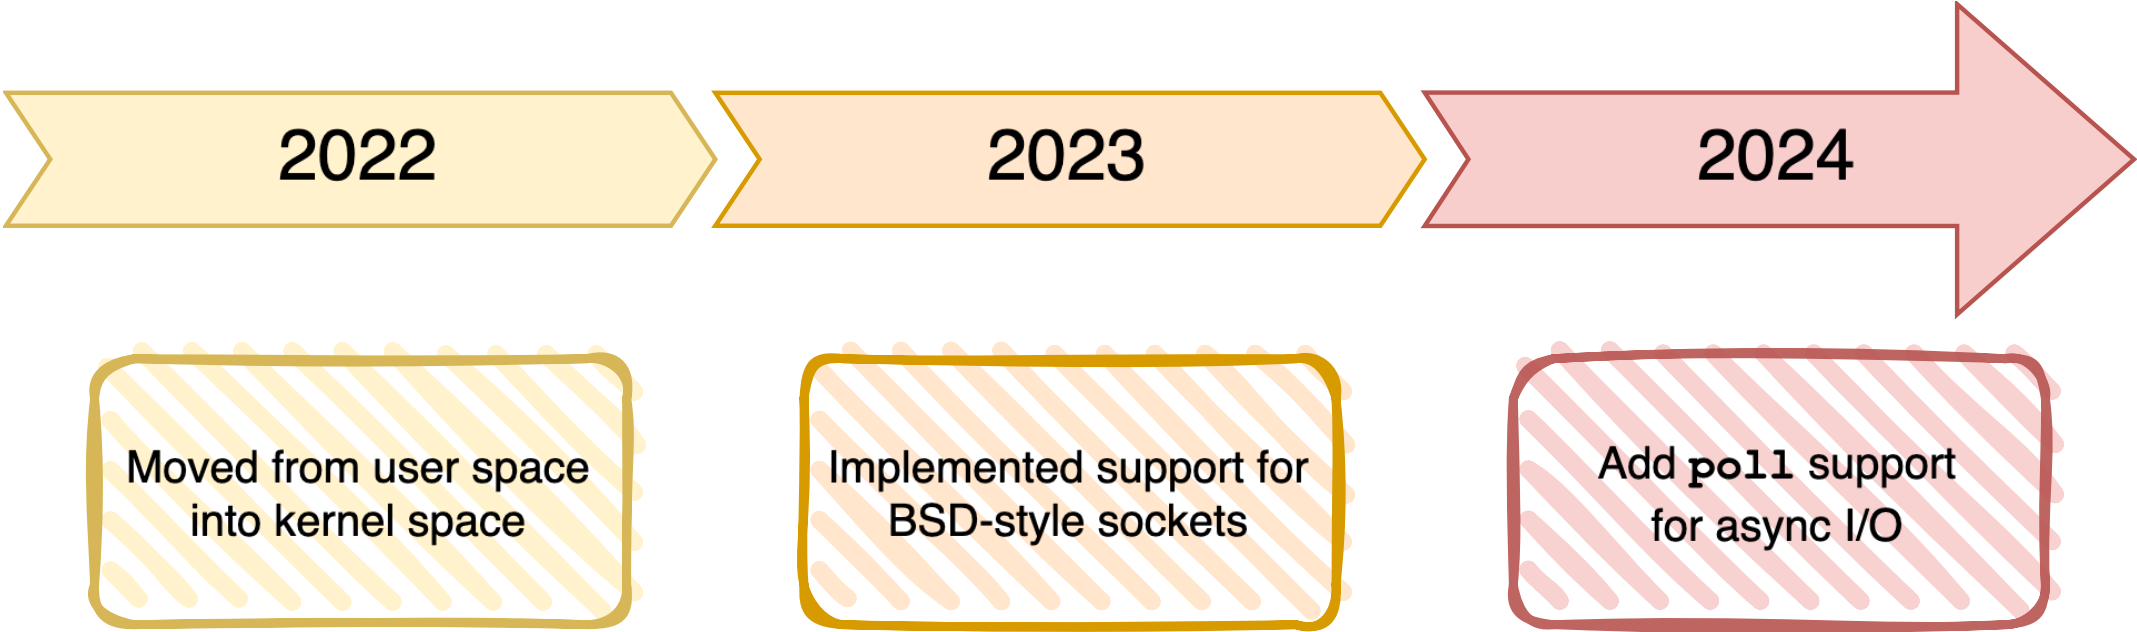 2022
2023
2024
Moved from user space
into kernel space
Implemented support for
BSD-style sockets
Add poll support
for async I/O